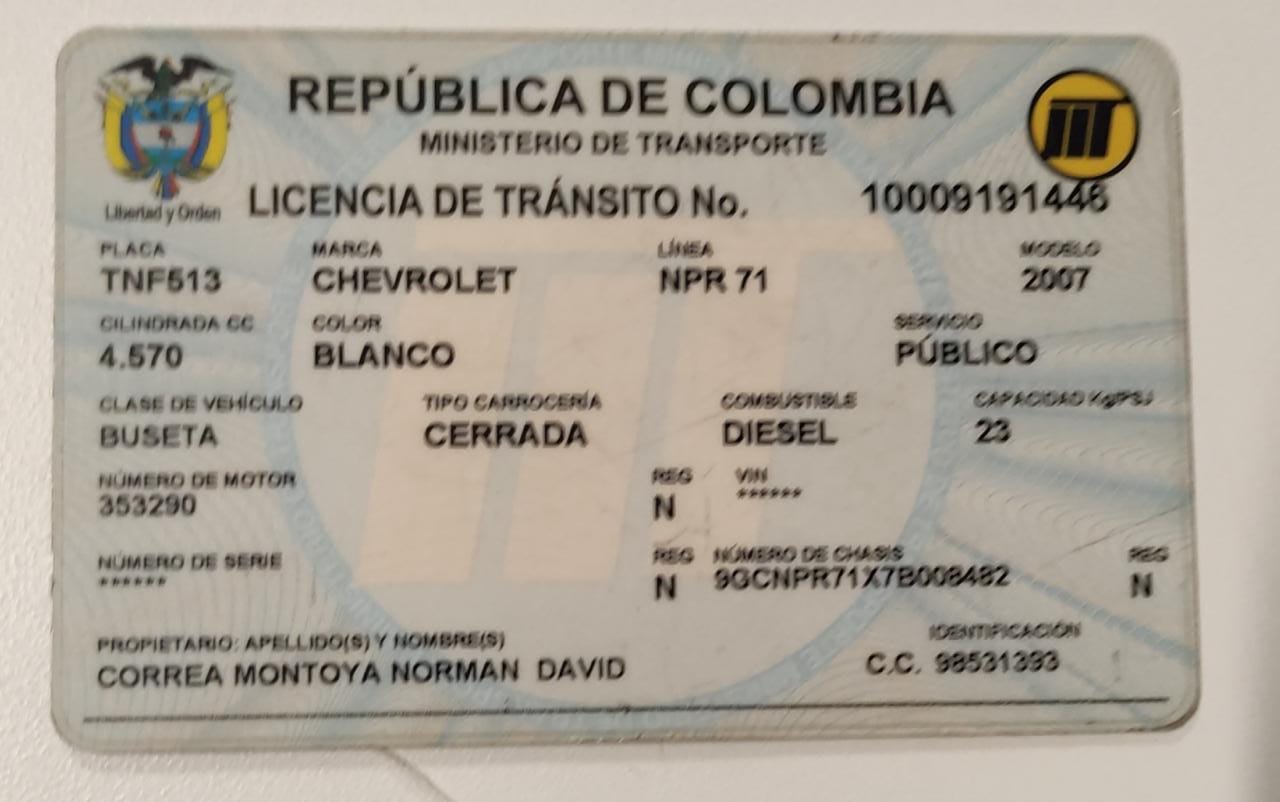 REPÚBLICA DE COLOMBIA
MINISTERIO DE TRANSPORTE
Libertad y Orden
LICENCIA DE TRÁNSITO No. 10009191446
PLACA MARCA LÍNEA MODELO
TNF513 CHEVROLET NPR 71 2007
CILINDRADA CC COLOR SERVICIO
4.570 BLANCO PÚBLICO
CLASE DE VEHÍCULO TIPO CARROCERÍA COMBUSTIBLE CAPACIDAD Kg/PSJ
BUSETA CERRADA DIESEL 23
NÚMERO DE MOTOR REG VIN
353290 N ******
NÚMERO DE SERIE REG NÚMERO DE CHASIS REG
****** N 9GCNPR71X7B008482 N
PROPIETARIO: APELLIDO(S) Y NOMBRE(S) IDENTIFICACIÓN
CORREA MONTOYA NORMAN DAVID C.C. 98531393